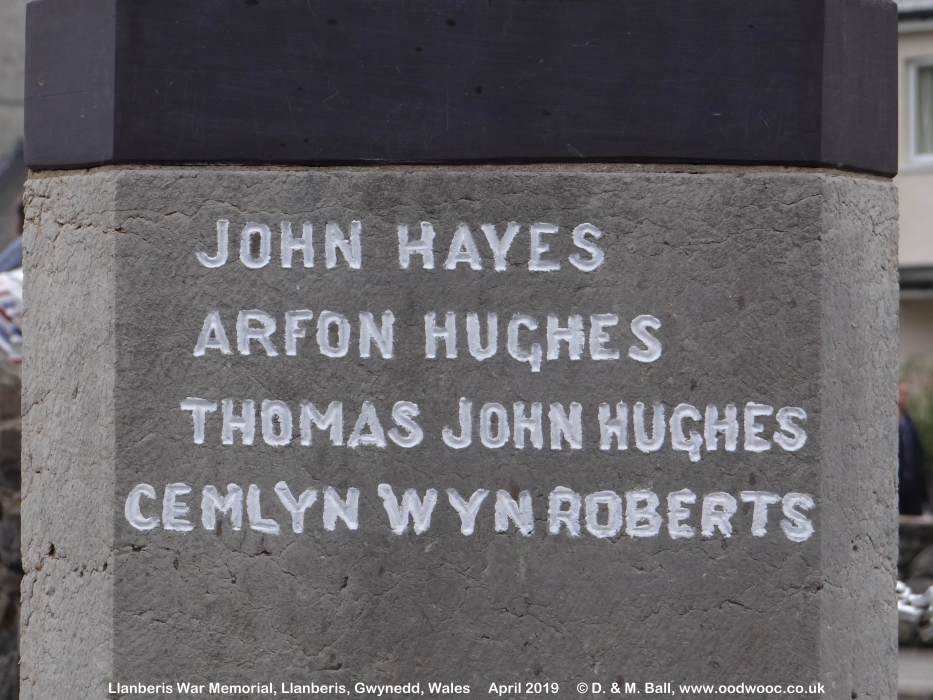 JOHN HAYES
ARFON HUGHES
THOMAS JOHN HUGHES
CEMLYN WYN ROBERTS
Llanberis War Memorial, Llanberis, Gwynedd, Wales April 2019 © D. & M. Ball, www.oodwooc.co.uk